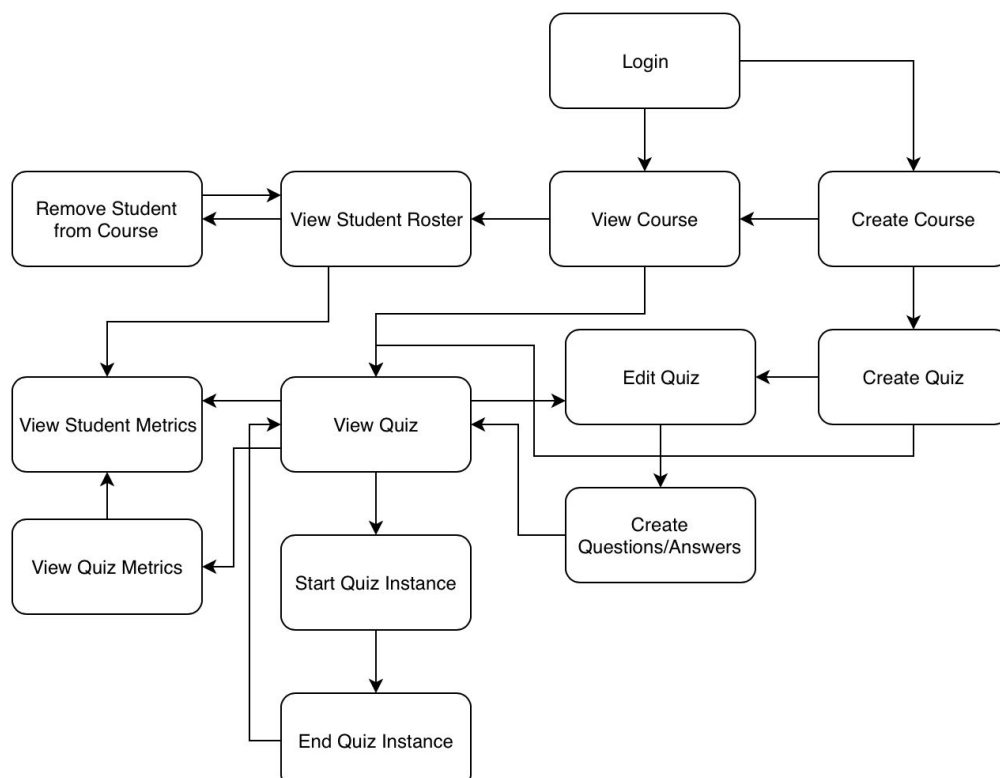 Login
Remove Student
from Course
View Student Roster
View Course
Create Course
Edit Quiz
Create Quiz
View Student Metrics
View Quiz
Create
Questions/Answers
View Quiz Metrics
Start Quiz Instance
End Quiz Instance